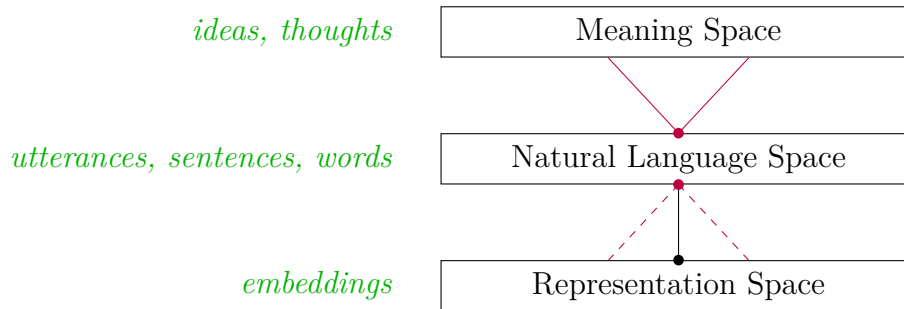 ideas, thoughts Meaning Space
utterances, sentences, words Natural Language Space
embeddings Representation Space